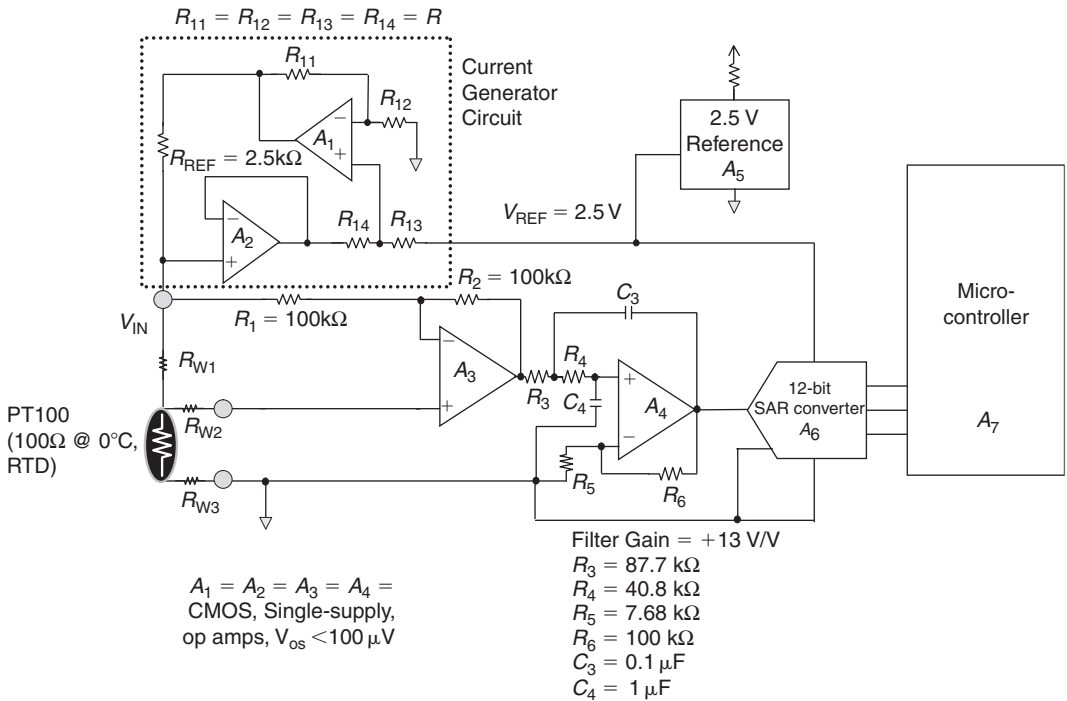 R11 = R12 = R13 = R14 = R
R11
Current
Generator
Circuit
R12
A1
−
+
RREF = 2.5kΩ
2.5 V
Reference
A5
VREF = 2.5 V
−
A2
+
R14
R13
R2 = 100kΩ
R1 = 100kΩ
VIN
C3
Micro-
controller
A7
RW1
−
A3
+
R3
R4
C4
+
A4
−
12-bit
SAR converter
A6
PT100
(100Ω @ 0°C,
RTD)
RW2
RW3
R5
R6
Filter Gain = +13 V/V
R3 = 87.7 kΩ
R4 = 40.8 kΩ
R5 = 7.68 kΩ
R6 = 100 kΩ
C3 = 0.1 μF
C4 = 1 μF
A1 = A2 = A3 = A4 =
CMOS, Single-supply,
op amps, Vos <100 μV